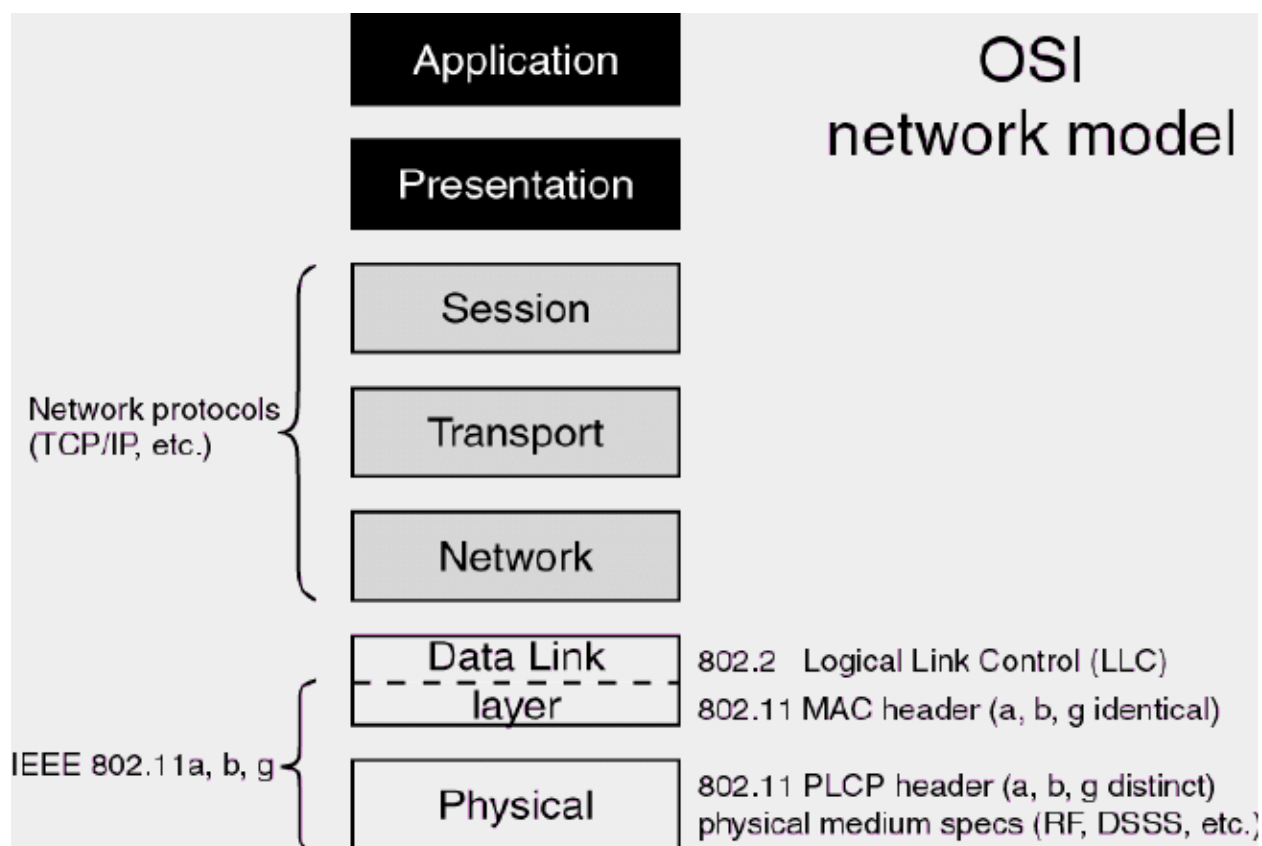 Application
OSI
network model
Presentation
Session
Network protocols
(TCP/IP, etc.)
Transport
Network
Data Link
layer
802.2 Logical Link Control (LLC)
802.11 MAC header (a, b, g identical)
IEEE 802.11a, b, g
Physical
802.11 PLCP header (a, b, g distinct)
physical medium specs (RF, DSSS, etc.)